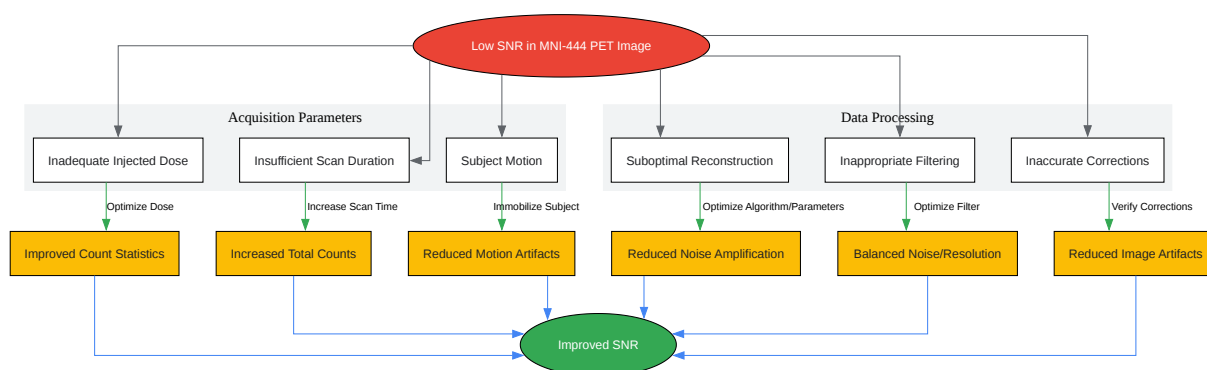 Low SNR in MNI-444 PET Image
Acquisition Parameters
Data Processing
Inadequate Injected Dose
Insufficient Scan Duration
Subject Motion
Suboptimal Reconstruction
Inappropriate Filtering
Inaccurate Corrections
Optimize Dose
Increase Scan Time
Immobilize Subject
Optimize Algorithm/Parameters
Optimize Filter
Verify Corrections
Improved Count Statistics
Increased Total Counts
Reduced Motion Artifacts
Reduced Noise Amplification
Balanced Noise/Resolution
Reduced Image Artifacts
Improved SNR